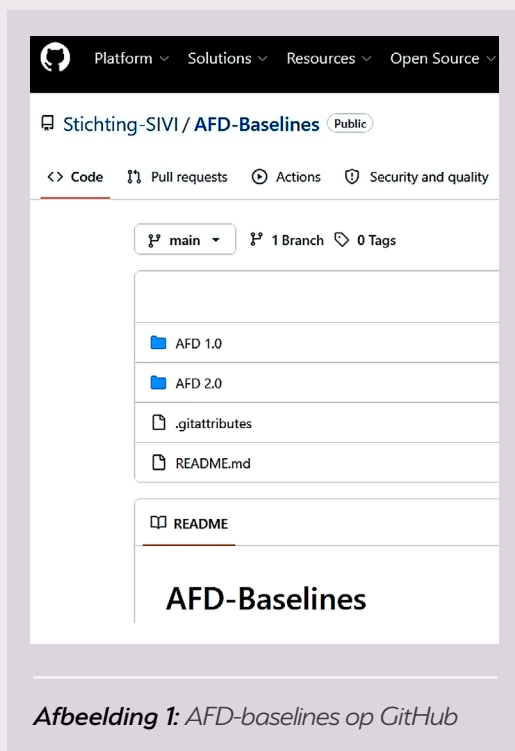 Platform Solutions Resources Open Source
Stichting-SIVI / AFD-Baselines Public
<> Code Pull requests Actions Security and quality
main 1 Branch 0 Tags
AFD 1.0
AFD 2.0
.gitattributes
README.md
README
AFD-Baselines
Afbeelding 1: AFD-baselines op GitHub